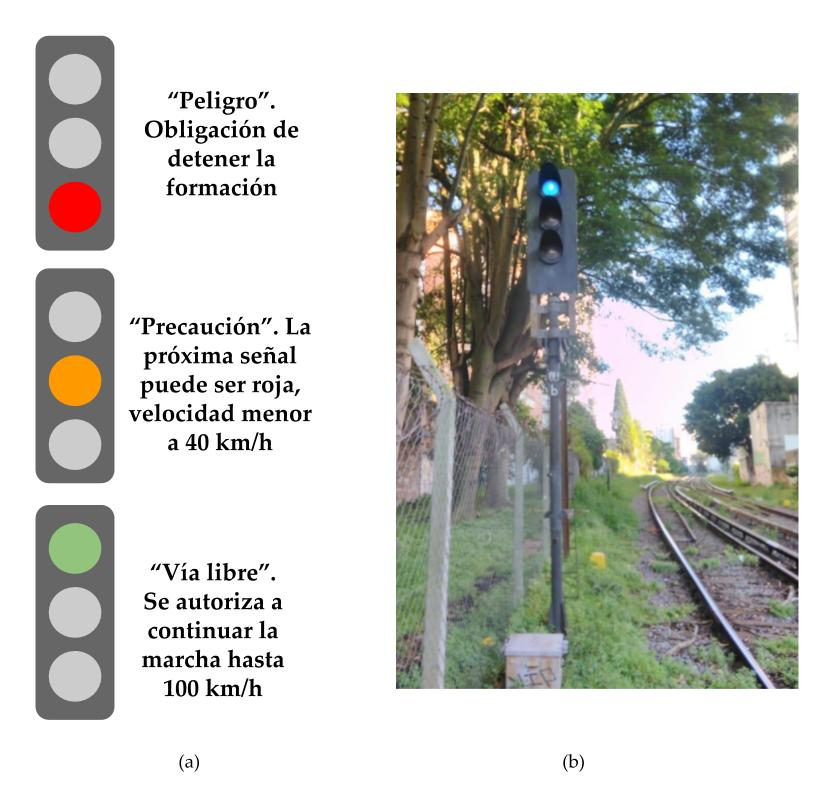 “Peligro”.
Obligación de
detener la
formación
“Precaución”. La
próxima señal
puede ser roja,
velocidad menor
a 40 km/h
“Vía libre”.
Se autoriza a
continuar la
marcha hasta
100 km/h
(a)
(b)